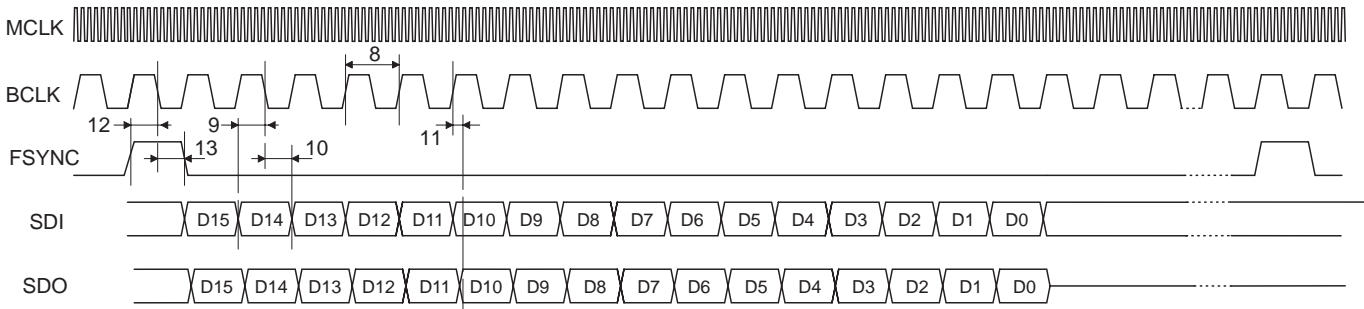 MCLK
8
BCLK
12 9 11
FSYNC 13 10
SDI D15 D14 D13 D12 D11 D10 D9 D8 D7 D6 D5 D4 D3 D2 D1 D0
SDO D15 D14 D13 D12 D11 D10 D9 D8 D7 D6 D5 D4 D3 D2 D1 D0